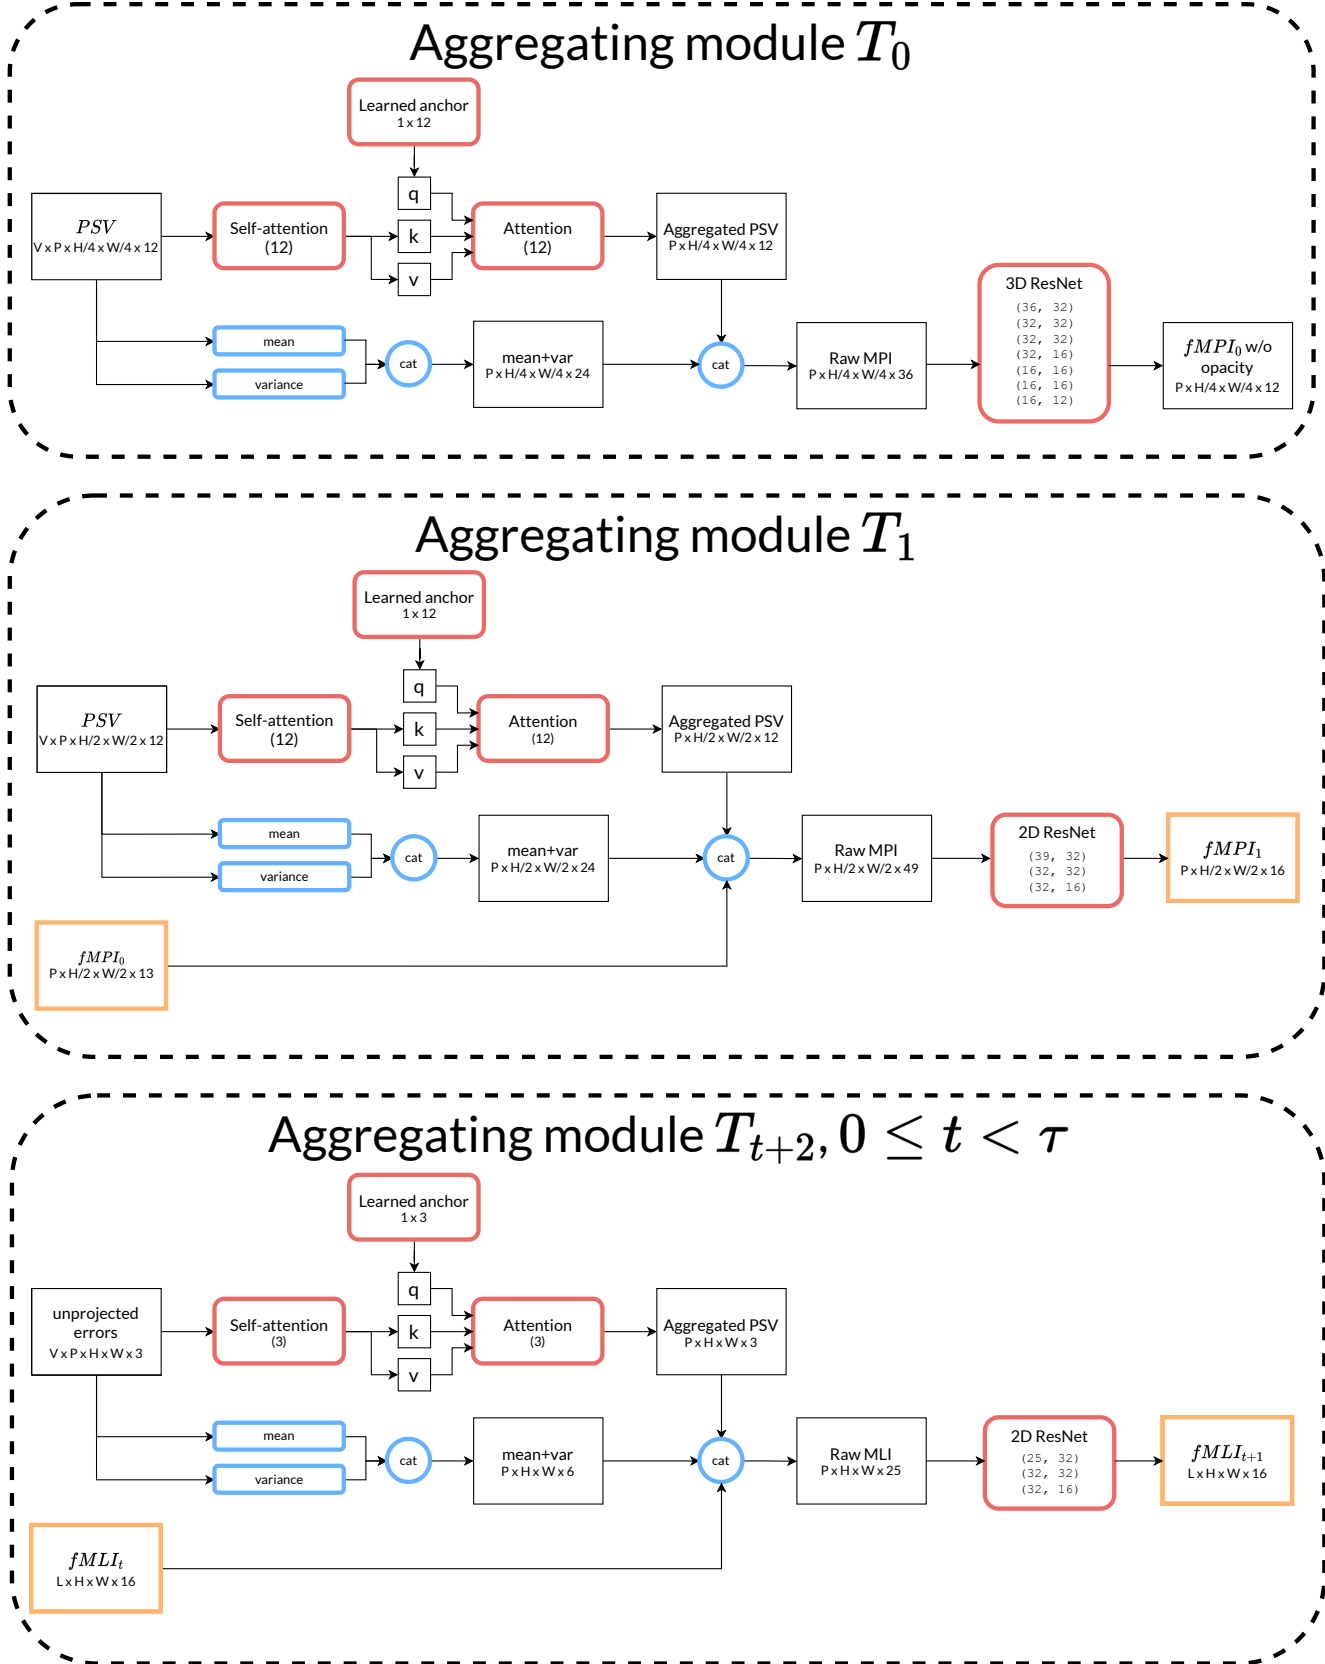 Aggregating module T_0
Learned anchor
1 x 12
q
PSV
V x P x H/4 x W/4 x 12
Self-attention
(12)
k
Attention
(12)
Aggregated PSV
P x H/4 x W/4 x 12
v
mean
variance
cat
mean+var
P x H/4 x W/4 x 24
cat
Raw MPI
P x H/4 x W/4 x 36
3D ResNet
(36, 32)
(32, 32)
(32, 32)
(32, 16)
(16, 16)
(16, 16)
(16, 12)
fMPI_0 w/o
opacity
P x H/4 x W/4 x 12
Aggregating module T_1
Learned anchor
1 x 12
q
PSV
V x P x H/2 x W/2 x 12
Self-attention
(12)
k
Attention
(12)
Aggregated PSV
P x H/2 x W/2 x 12
v
mean
variance
cat
mean+var
P x H/2 x W/2 x 24
cat
Raw MPI
P x H/2 x W/2 x 49
2D ResNet
(39, 32)
(32, 32)
(32, 16)
fMPI_1
P x H/2 x W/2 x 16
fMPI_0
P x H/2 x W/2 x 13
Aggregating module T_{t+2}, 0 ≤ t < τ
Learned anchor
1 x 3
q
unprojected
errors
V x P x H x W x 3
Self-attention
(3)
k
Attention
(3)
Aggregated PSV
P x H x W x 3
v
mean
variance
cat
mean+var
P x H x W x 6
cat
Raw MLI
P x H x W x 25
2D ResNet
(25, 32)
(32, 32)
(32, 16)
fMLI_{t+1}
L x H x W x 16
fMLI_t
L x H x W x 16